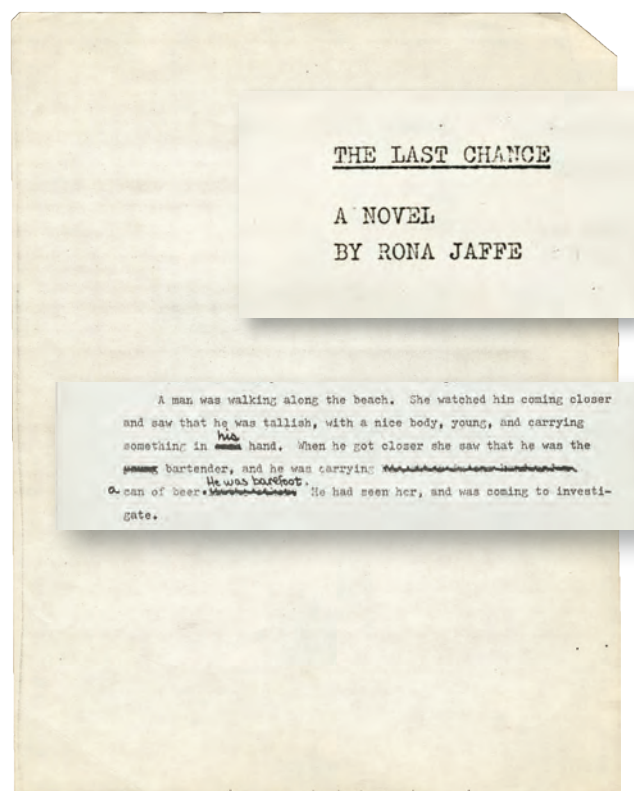 THE LAST CHANCE
A NOVEL
BY RONA JAFFE
A man was walking along the beach. She watched him coming closer
and saw that he was tallish, with a nice body, young, and carrying
something in his hand. When he got closer she saw that he was the
young bartender, and he was carrying
a can of beer. He was barefoot. He had seen her, and was coming to investi-
gate.